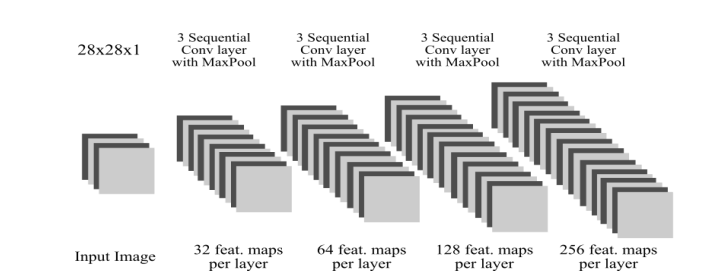 28x28x1
3 Sequential
Conv layer
with MaxPool
3 Sequential
Conv layer
with MaxPool
3 Sequential
Conv layer
with MaxPool
3 Sequential
Conv layer
with MaxPool
Input Image
32 feat. maps
per layer
64 feat. maps
per layer
128 feat. maps
per layer
256 feat. maps
per layer